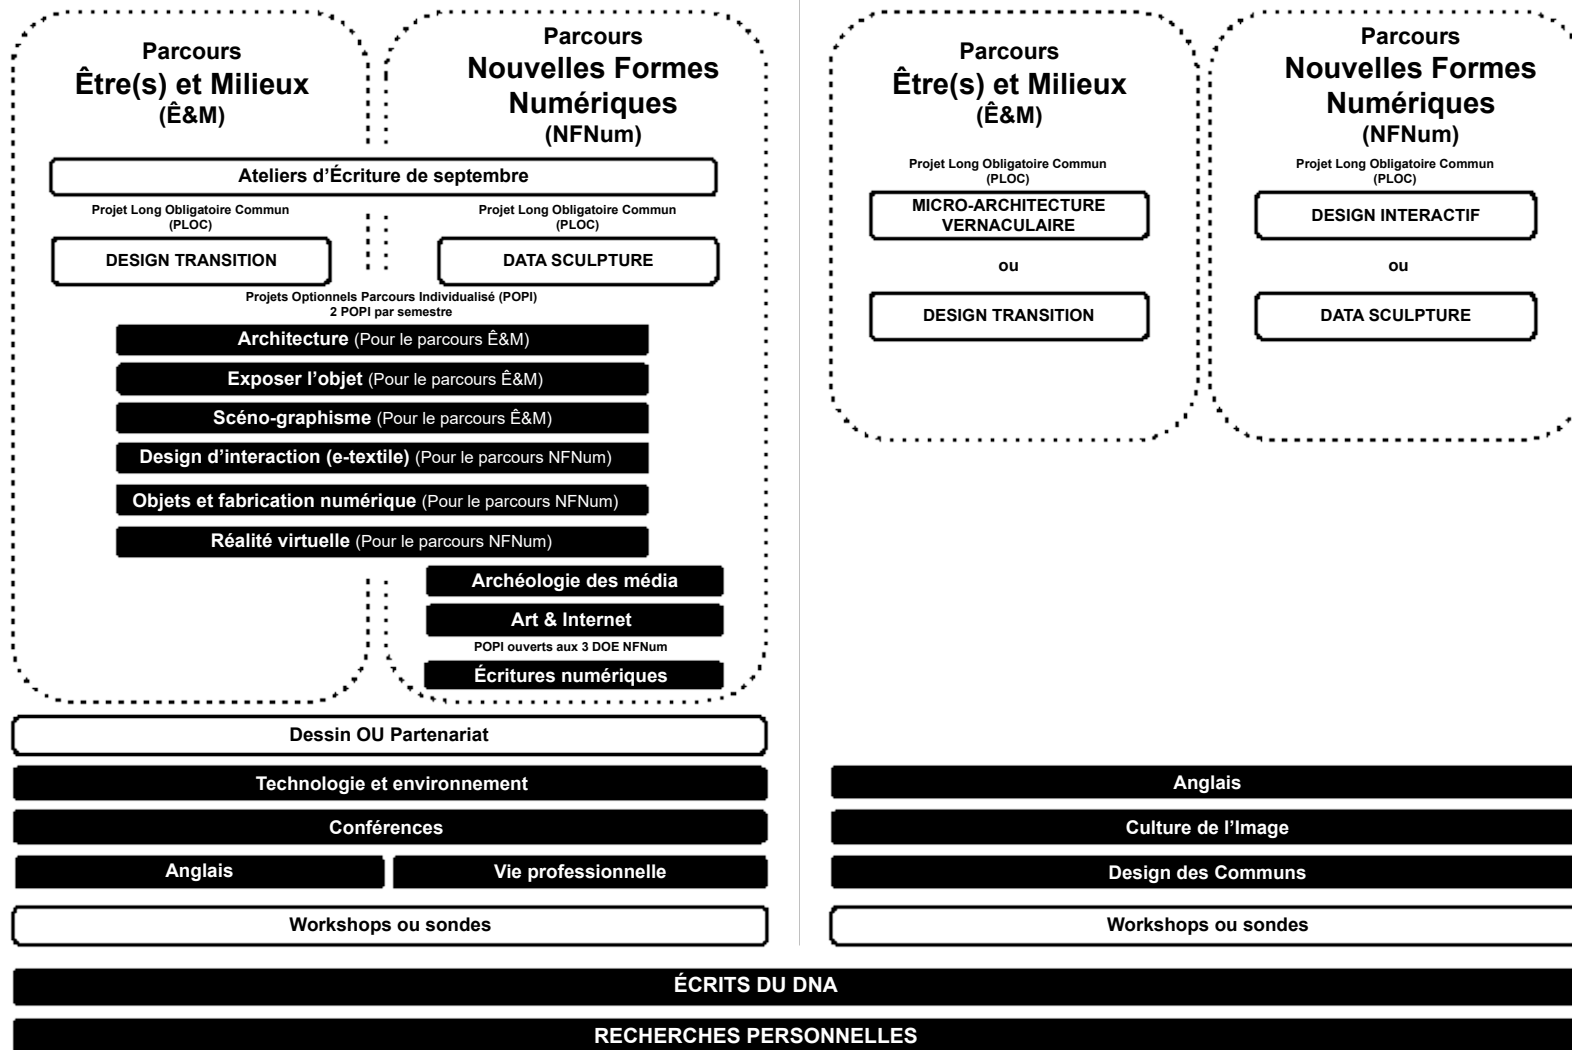 Parcours
Être(s) et Milieux
(Ê&M)
Parcours
Nouvelles Formes
Numériques
(NFNum)
Ateliers d’Écriture de septembre
Projet Long Obligatoire Commun
(PLOC)
DESIGN TRANSITION
Projet Long Obligatoire Commun
(PLOC)
DATA SCULPTURE
Projets Optionnels Parcours Individualisé (POPI)
2 POPI par semestre
Architecture (Pour le parcours Ê&M)
Exposer l’objet (Pour le parcours Ê&M)
Scéno-graphisme (Pour le parcours Ê&M)
Design d’interaction (e-textile) (Pour le parcours NFNum)
Objets et fabrication numérique (Pour le parcours NFNum)
Réalité virtuelle (Pour le parcours NFNum)
Archéologie des média
Art & Internet
POPI ouverts aux 3 DOE NFNum
Écritures numériques
Dessin OU Partenariat
Technologie et environnement
Conférences
Anglais
Vie professionnelle
Workshops ou sondes
Parcours
Être(s) et Milieux
(Ê&M)
Projet Long Obligatoire Commun
(PLOC)
MICRO-ARCHITECTURE
VERNACULAIRE
ou
DESIGN TRANSITION
Parcours
Nouvelles Formes
Numériques
(NFNum)
Projet Long Obligatoire Commun
(PLOC)
DESIGN INTERACTIF
ou
DATA SCULPTURE
Anglais
Culture de l’Image
Design des Communs
Workshops ou sondes
ÉCRITS DU DNA
RECHERCHES PERSONNELLES